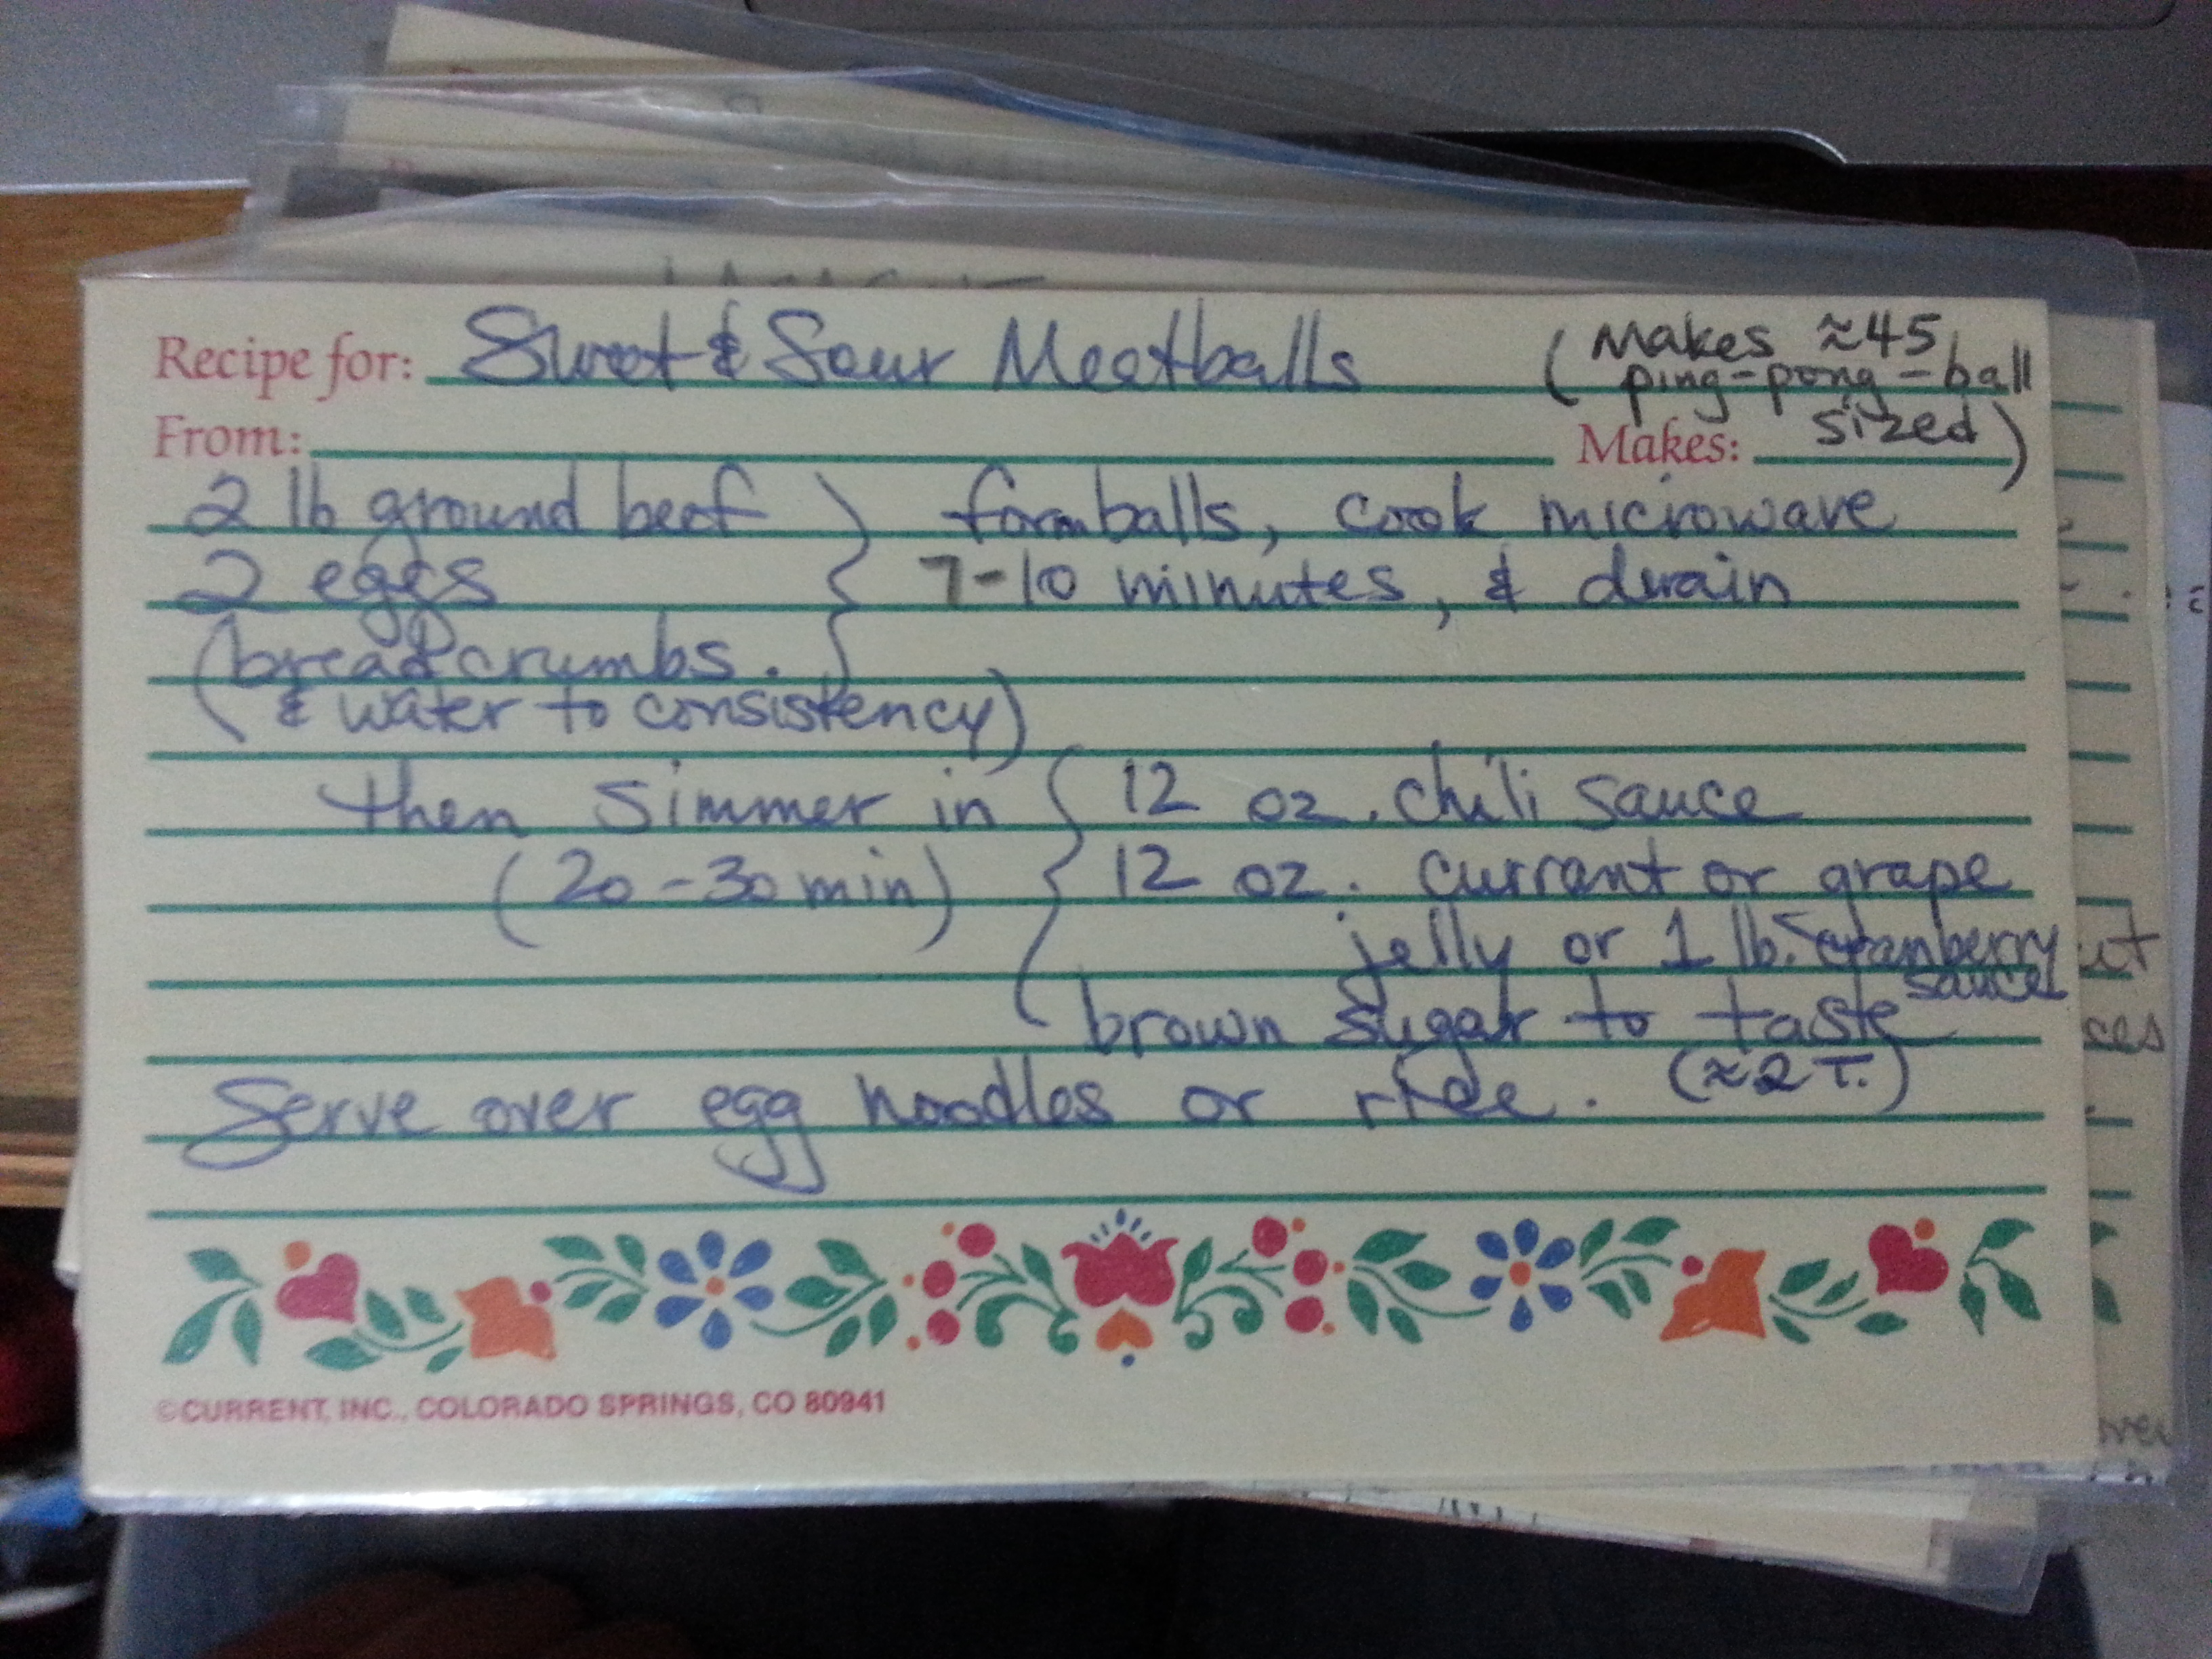 Recipe for: Sweet & Sour Meatballs (Makes ≈45
ping-pong-ball
sized)
From: Makes:
2 lb ground beef } form balls, cook microwave
2 eggs 7-10 minutes, & drain
(bread crumbs.
& water to consistency)
then simmer in { 12 oz. chili sauce
(20-30 min) 12 oz. currant or grape
jelly or 1 lb. cranberry
sauce
brown sugar to taste
(≈2 T.)
Serve over egg noodles or rice.
©CURRENT, INC., COLORADO SPRINGS, CO 80941